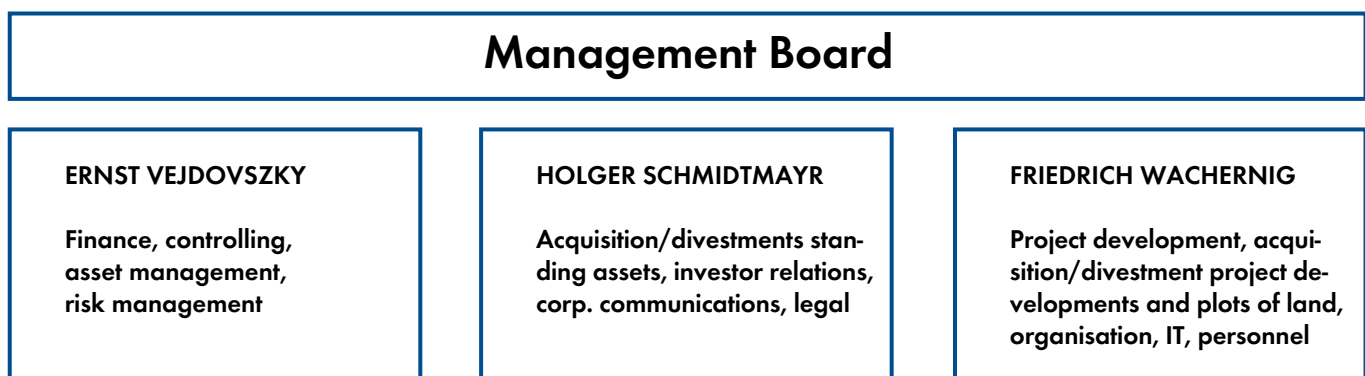 Management Board
ERNST VEJDOVSZKY
Finance, controlling,
asset management,
risk management
HOLGER SCHMIDTMAYR
Acquisition/divestments stan-
ding assets, investor relations,
corp. communications, legal
FRIEDRICH WACHERNIG
Project development, acqui-
sition/divestment project de-
velopments and plots of land,
organisation, IT, personnel